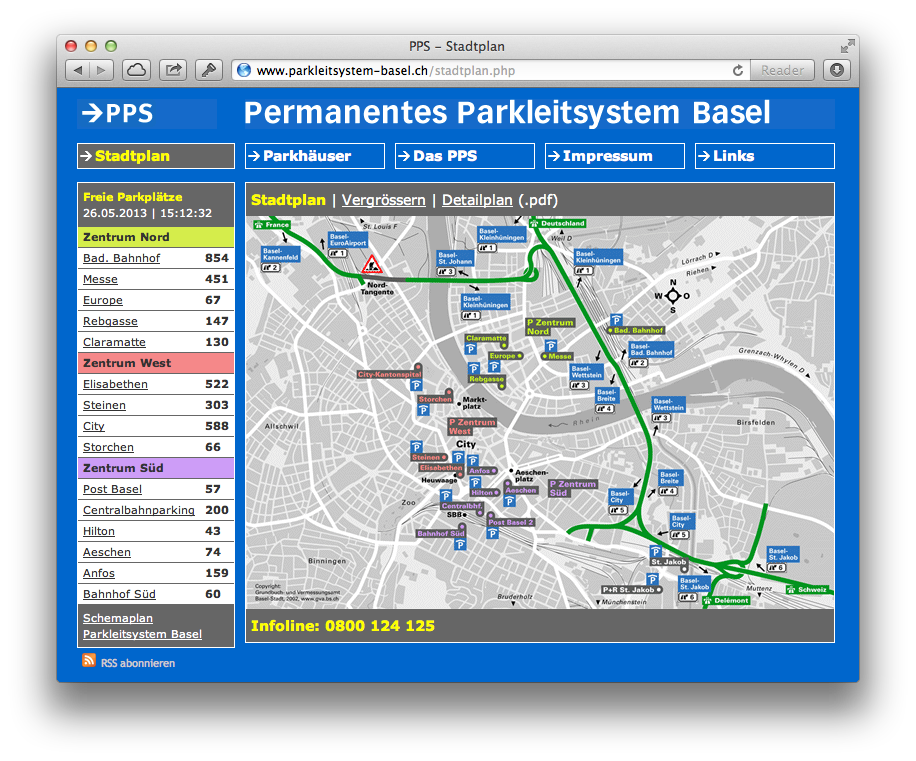 PPS – Stadtplan
www.parkleitsystem-basel.ch/stadtplan.php
Reader
→PPS
Permanentes Parkleitsystem Basel
→Stadtplan
→Parkhäuser
→Das PPS
→Impressum
→Links
Freie Parkplätze
26.05.2013 | 15:12:32
Zentrum Nord
Bad. Bahnhof 854
Messe 451
Europe 67
Rebgasse 147
Claramatte 130
Zentrum West
Elisabethen 522
Steinen 303
City 588
Storchen 66
Zentrum Süd
Post Basel 57
Centralbahnparking 200
Hilton 43
Aeschen 74
Anfos 159
Bahnhof Süd 60
Schemaplan
Parkleitsystem Basel
RSS abonnieren
Stadtplan | Vergrössern | Detailplan (.pdf)
France
St. Louis F
Deutschland
Weil D
Basel-
Kannenfeld
2
Basel-
EuroAirport
1
Basel-
Kleinhüningen
1
Basel-
St. Johann
3
Basel-
Kleinhüningen
1
Lörrach D
Riehen
Nord-
Tangente
Basel-
Kleinhüningen
1
N
W O
S
P Zentrum
Nord
P
Bad. Bahnhof
Claramatte
P
Europe
P
Messe
P
P
Rebgasse
Basel-
Bad. Bahnhof
2
Basel-
Wettstein
3
Basel-
Breite
4
Grenzach-Whylen D
City-Kantonsspital
P
Storchen
P
Markt-
platz
Basel-
Wettstein
3
Rhein
Birsfelden
Allschwil
P Zentrum
West
City
P
Steinen
P
P
Elisabethen
Heuwaage
Anfos
P
Aeschen-
platz
Hilton
Aeschen
P
P Zentrum
Süd
Basel-
Breite
4
Basel-
City
5
Zoo
P
Centralbhf.
SBB
Post Basel 2
P
Bahnhof Süd
P
Basel-
City
5
Binningen
P
St. Jakob
Basel-
St. Jakob
6
P
P+R St. Jakob
Basel-
St. Jakob
6
Muttenz
Schweiz
Delémont
Bruderholz
Münchenstein
Copyright:
Grundbuch- und Vermessungsamt
Basel-Stadt, 2002, www.gva.bs.ch
Infoline: 0800 124 125